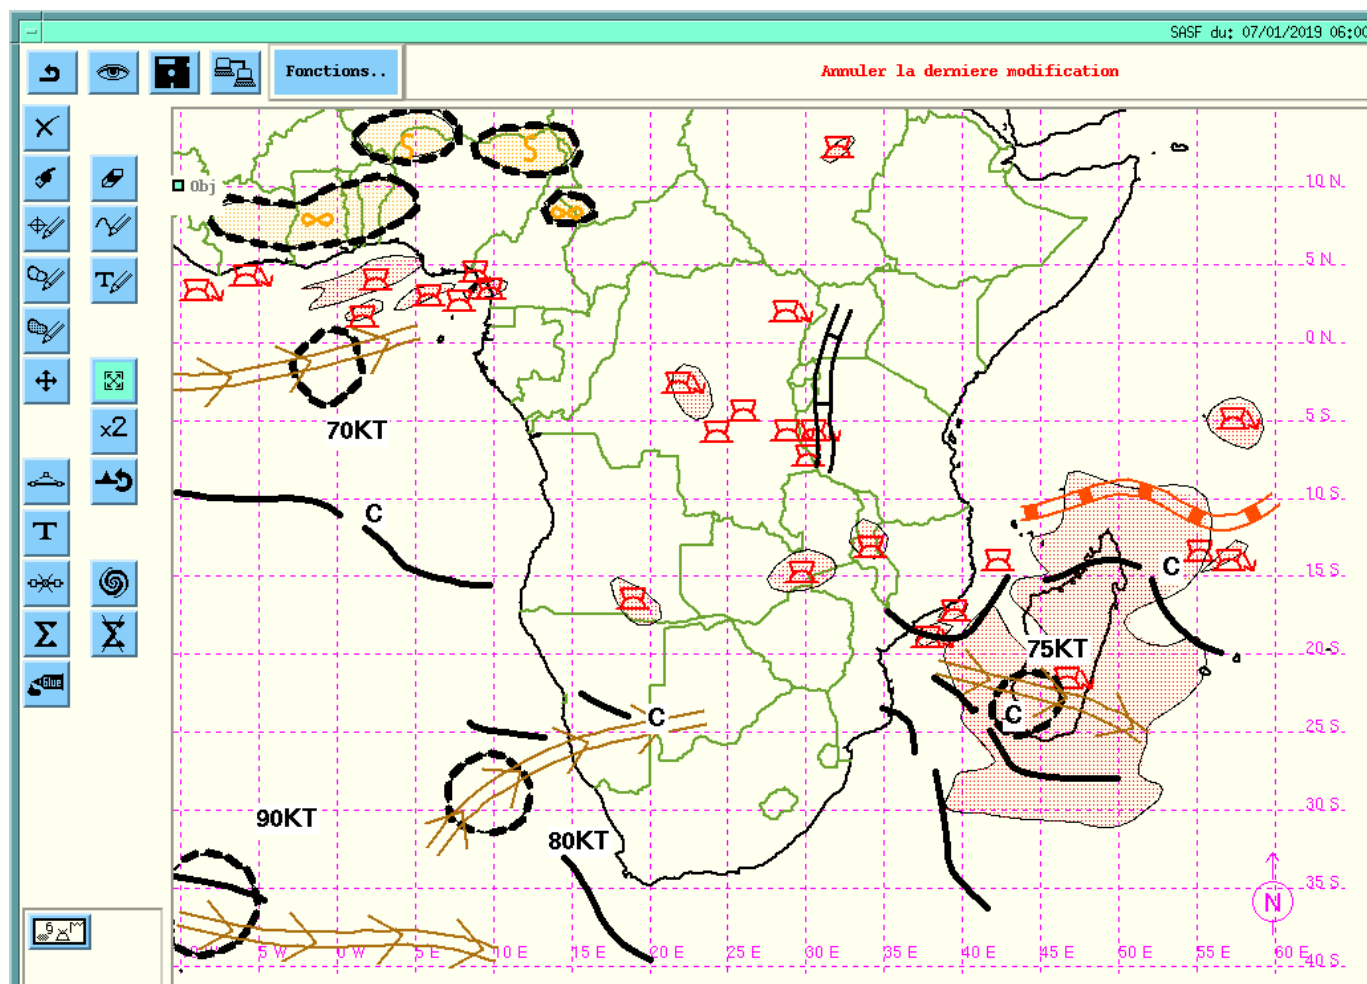 SASF du: 07/01/2019 06:00
Fonctions..
Annuler la derniere modification
Obj
S
S
10 N
5 N
0 N
70KT
5 S
10 S
C
C
T
T
x2
15 S
75KT
20 S
Σ
Glue
C
C
25 S
90KT
80KT
30 S
35 S
N
5 W
0 W
5 E
10 E
15 E
20 E
25 E
30 E
35 E
40 E
45 E
50 E
55 E
60 E
40 S